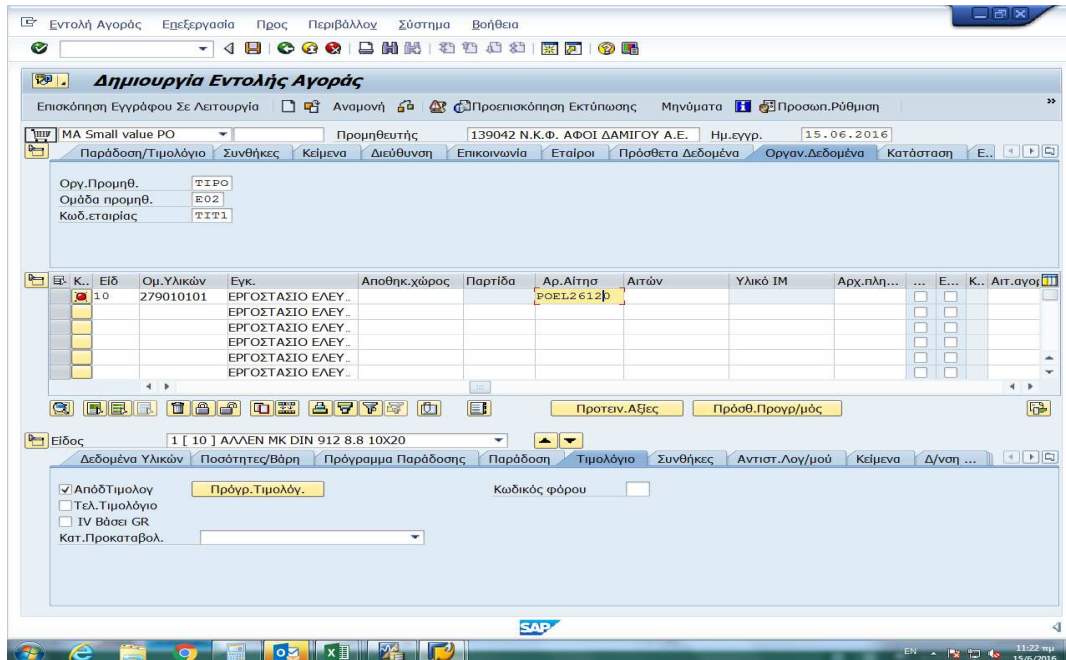 Εντολή Αγοράς Επεξεργασία Προς Περιβάλλον Σύστημα Βοήθεια
Δημιουργία Εντολής Αγοράς
Επισκόπηση Εγγράφου Σε Λειτουργία Αναμονή Προεπισκόπηση Εκτύπωσης Μηνύματα Προσωπ.Ρύθμιση
MA Small value PO Προμηθευτής 139042 Ν.Κ.Φ. ΑΦΟΙ ΔΑΜΙΓΟΥ Α.Ε. Ημ.εγγρ. 15.06.2016
Παράδοση/Τιμολόγιο Συνθήκες Κείμενα Διεύθυνση Επικοινωνία Εταίροι Πρόσθετα Δεδομένα Οργαν.Δεδομένα Κατάσταση Ε..
Οργ.Προμηθ. TIPO
Ομάδα προμηθ. E02
Κωδ.εταιρίας TIT1
Κ.. Είδ Ομ.Υλικών Εγκ. Αποθηκ.χώρος Παρτίδα Αρ.Αίτησ Αιτών Υλικό ΙΜ Αρχ.πλη... ... Ε... Κ.. Αιτ.αγορ
10 279010101 ΕΡΓΟΣΤΑΣΙΟ ΕΛΕΥ.. POEL26120
ΕΡΓΟΣΤΑΣΙΟ ΕΛΕΥ..
ΕΡΓΟΣΤΑΣΙΟ ΕΛΕΥ..
ΕΡΓΟΣΤΑΣΙΟ ΕΛΕΥ..
ΕΡΓΟΣΤΑΣΙΟ ΕΛΕΥ..
ΕΡΓΟΣΤΑΣΙΟ ΕΛΕΥ..
Προτειν.Αξίες Πρόσθ.Προγρ/μός
Είδος 1 [ 10 ] ΑΛΛΕΝ ΜΚ DIN 912 8.8 10X20
Δεδομένα Υλικών Ποσότητες/Βάρη Πρόγραμμα Παράδοσης Παράδοση Τιμολόγιο Συνθήκες Αντιστ.Λογ/μού Κείμενα Δ/νση ...
ΑπόδΤιμολογ Πρόγρ.Τιμολόγ. Κωδικός φόρου
Τελ.Τιμολόγιο
IV Βάσει GR
Κατ.Προκαταβολ.
SAP
EN 11:22 πμ
15/6/2016